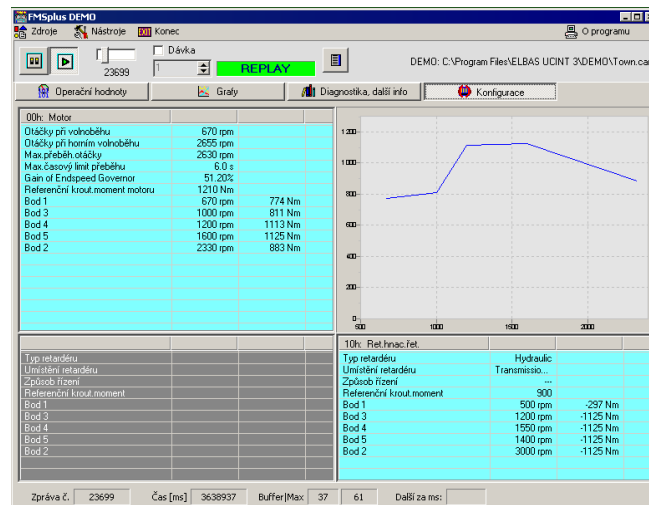 FMSplus DEMO
Zdroje Nástroje Konec O programu
Dávka
23699 1 REPLAY DEMO: C:\Program Files\ELBAS UCINT 3\DEMO\Town.can
Operační hodnoty Grafy Diagnostika, další info Konfigurace
00h: Motor
Otáčky při volnoběhu 670 rpm
Otáčky při horním volnoběhu 2655 rpm
Max.přeběh.otáčky 2630 rpm
Max.časový limit přeběhu 6.0 s
Gain of Endspeed Governor 51.20%
Referenční krout.moment motoru 1210 Nm
Bod 1 670 rpm 774 Nm
Bod 3 1000 rpm 811 Nm
Bod 4 1200 rpm 1113 Nm
Bod 5 1600 rpm 1125 Nm
Bod 2 2330 rpm 883 Nm
1 200
1 000
800
600
400
200
0
500 1000 1500 2000
Typ retardéru
Umístění retardéru
Způsob řízení
Referenční krout.moment
Bod 1
Bod 3
Bod 4
Bod 5
Bod 2
10h: Ret.hnac.řet.
Typ retardéru Hydraulic
Umístění retardéru Transmissio...
Způsob řízení ---
Referenční krout.moment 900
Bod 1 500 rpm -297 Nm
Bod 3 1200 rpm -1125 Nm
Bod 4 1550 rpm -1125 Nm
Bod 5 1400 rpm -1125 Nm
Bod 2 3000 rpm -1125 Nm
Zpráva č. 23699 Čas [ms] 3638937 Buffer|Max 37 61 Další za ms: